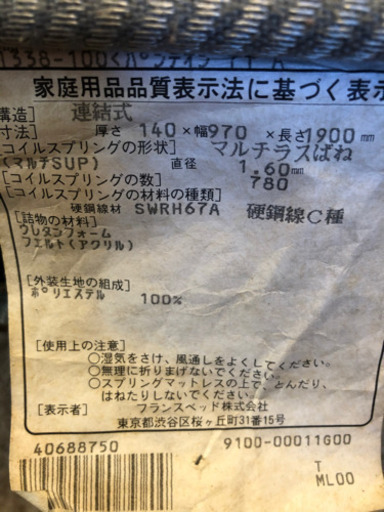 1338-100<パラティラ
家庭用品品質表示法に基づく表示
構造] 連結式
寸法] 厚さ 140×幅970 ×長さ1900mm
[コイルスプリングの形状] マルチラスばね
(マルチSUP) 直径 1.60mm
[コイルスプリングの数] 780
[コイルスプリングの材料の種類]
硬鋼線材 SWRH67A 硬鋼線C種
[詰物の材料]
ウレタンフォーム
フェルト(アクリル)
[外装生地の組成]
ポリエステル 100%
[使用上の注意]
○湿気をさけ、風通しをよくしてください。
○無理に折りまげないでください。
○スプリングマットレスの上で、とんだり、
はねたりしないでください。
[表示者] フランスベッド株式会社
東京都渋谷区桜ヶ丘町31番15号
40688750 9100-00011G00
T
ML00